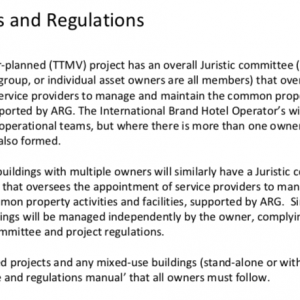 s and Regulations
r-planned (TTMV) project has an overall Juristic committee (
group, or individual asset owners are all members) that over
ervice providers to manage and maintain the common prope
ported by ARG. The International Brand Hotel Operator's wi
operational teams, but where there is more than one owner
also formed.
buildings with multiple owners will similarly have a Juristic c
that oversees the appointment of service providers to man
mmon property activities and facilities, supported by ARG. Si
ings will be managed independently by the owner, complyin
mmittee and project regulations.
d projects and any mixed-use buildings (stand-alone or with
e and regulations manual' that all owners must follow.